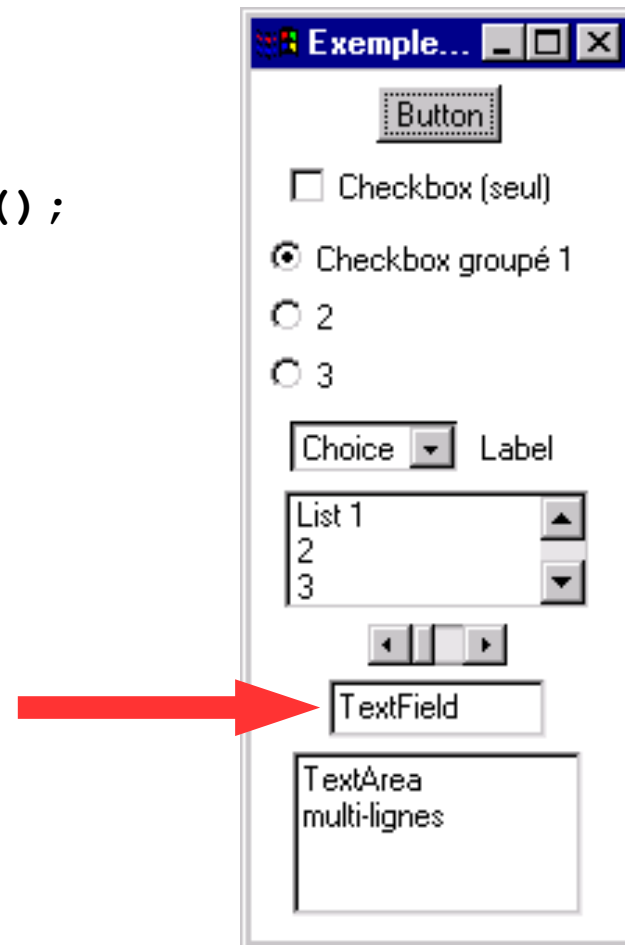 Exemple...
Button
();
Checkbox (seul)
Checkbox groupé 1
2
3
Choice Label
List 1
2
3
TextField
TextArea
multi-lignes